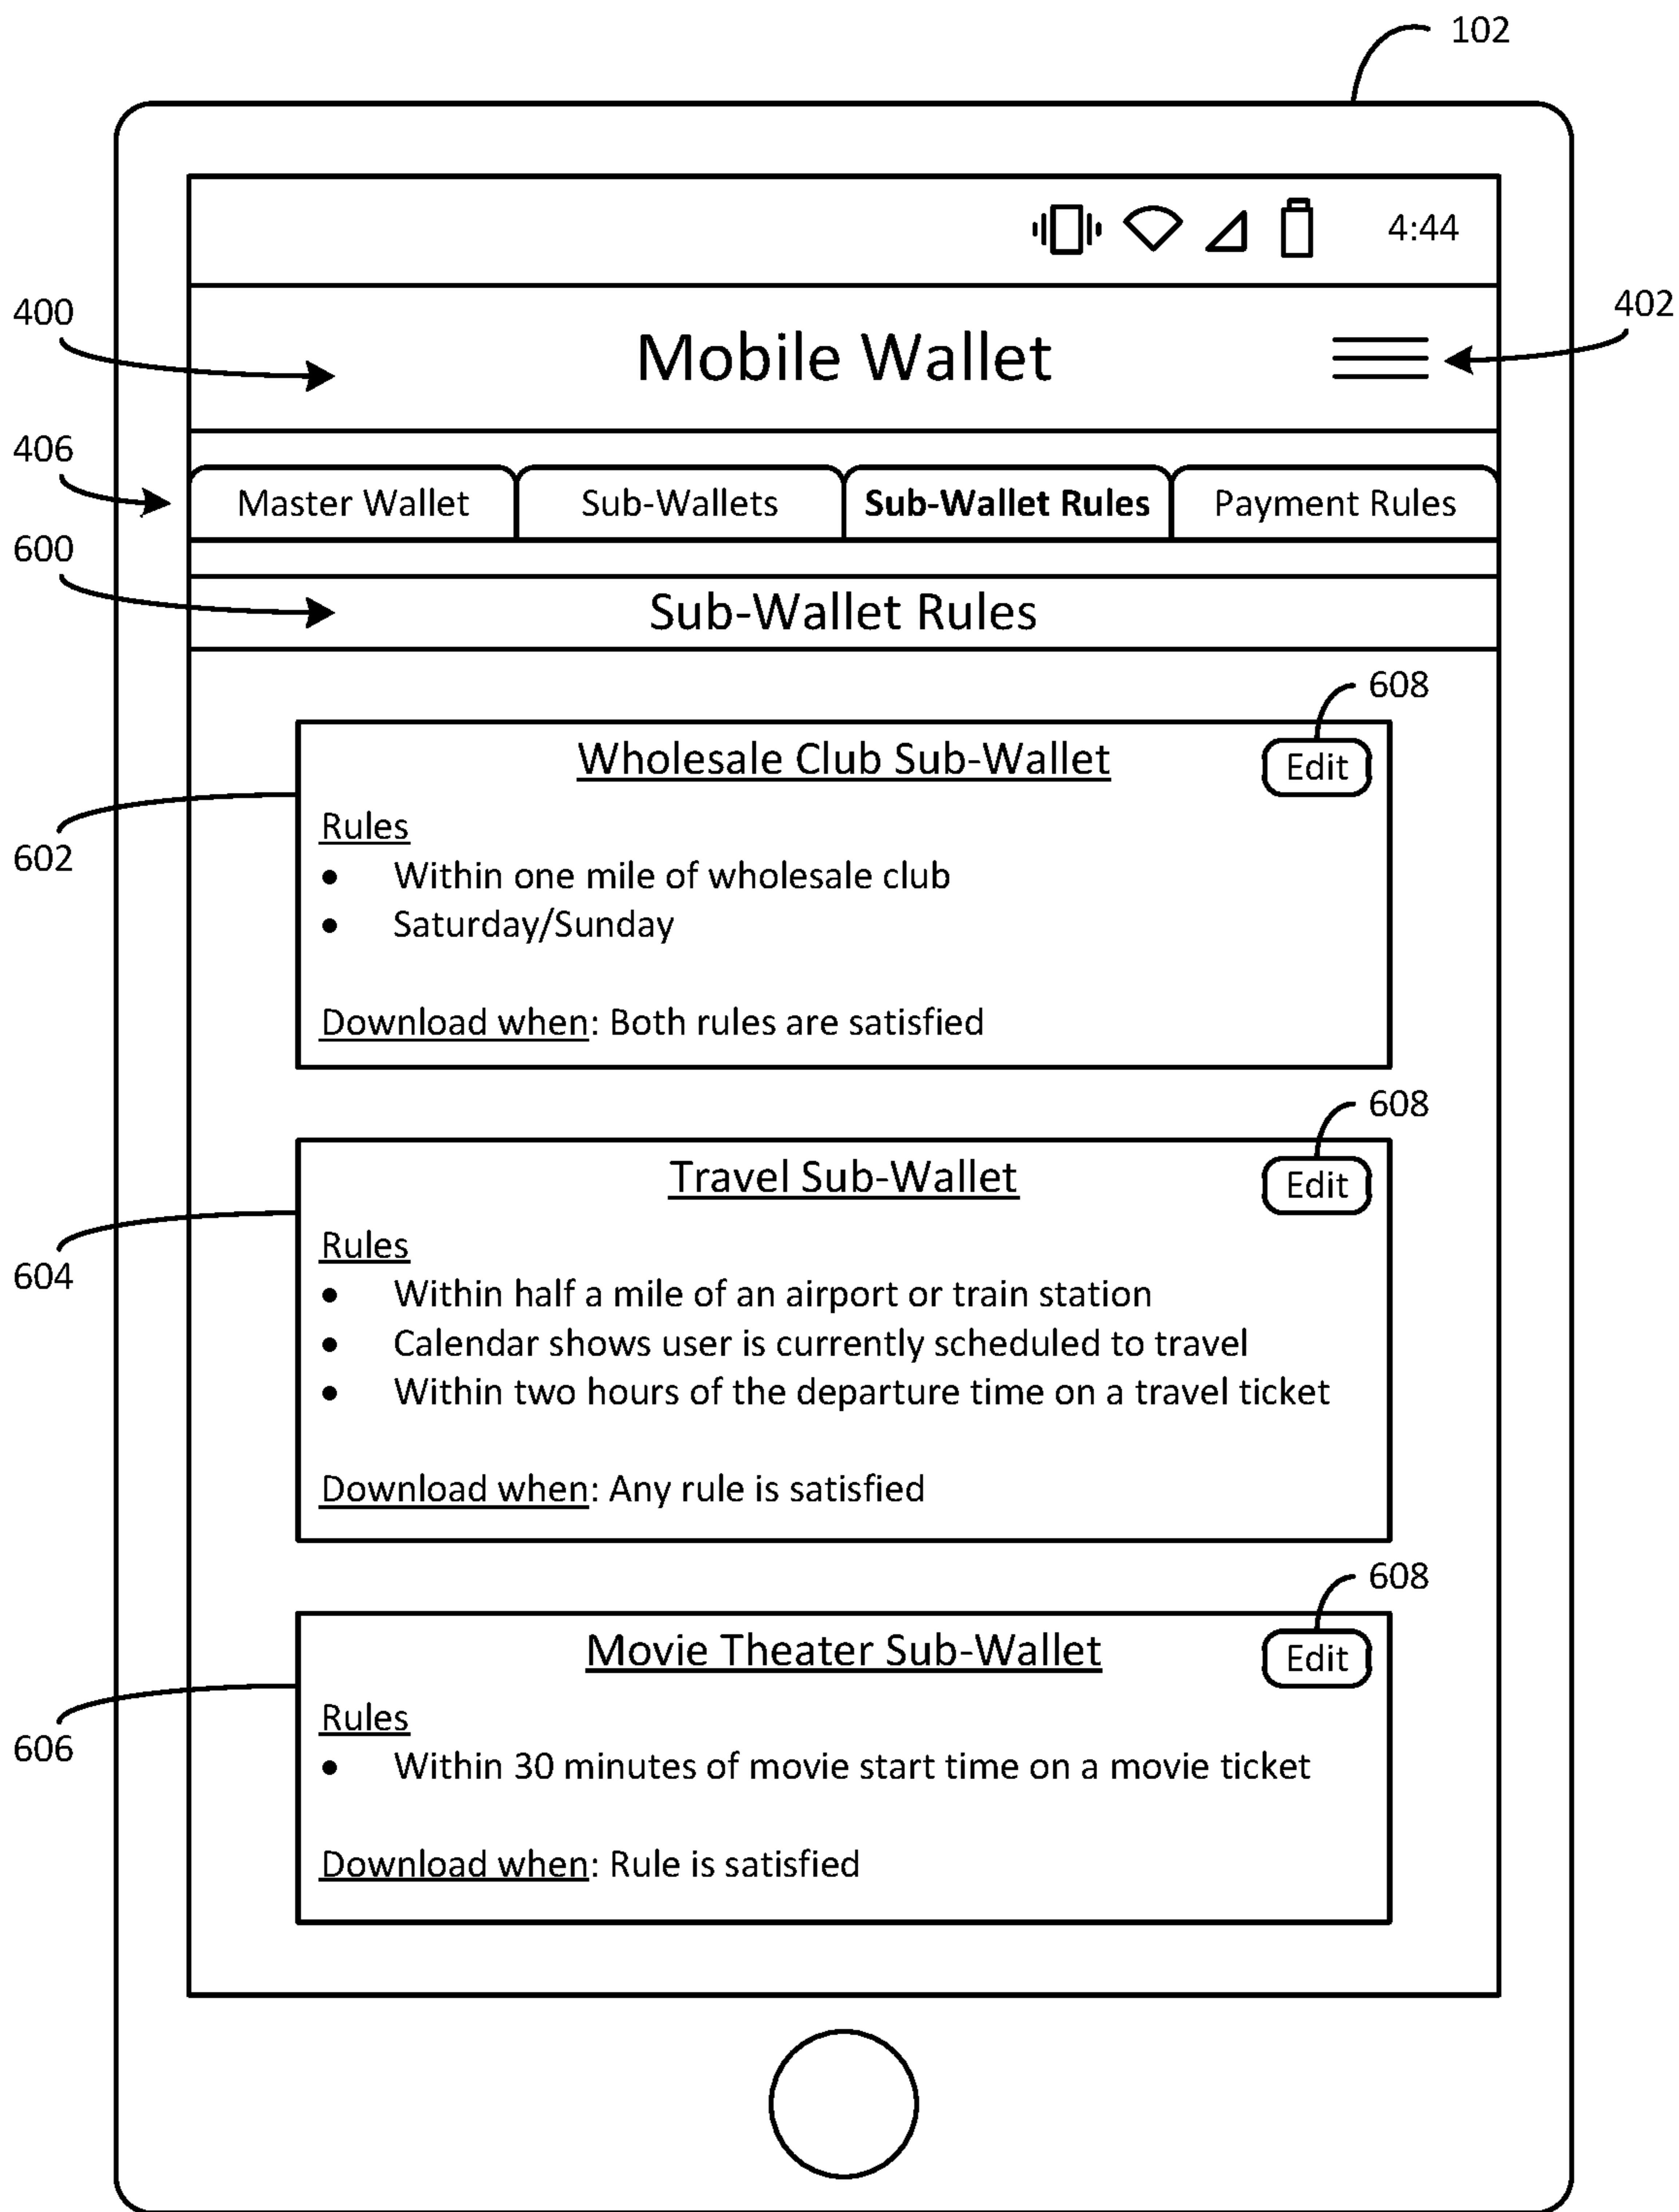 102
4:44
400
Mobile Wallet
402
406
Master Wallet
Sub-Wallets
Sub-Wallet Rules
Payment Rules
600
Sub-Wallet Rules
608
Wholesale Club Sub-Wallet
Edit
602
Rules
• Within one mile of wholesale club
• Saturday/Sunday
Download when: Both rules are satisfied
608
Travel Sub-Wallet
Edit
604
Rules
• Within half a mile of an airport or train station
• Calendar shows user is currently scheduled to travel
• Within two hours of the departure time on a travel ticket
Download when: Any rule is satisfied
608
Movie Theater Sub-Wallet
Edit
606
Rules
• Within 30 minutes of movie start time on a movie ticket
Download when: Rule is satisfied